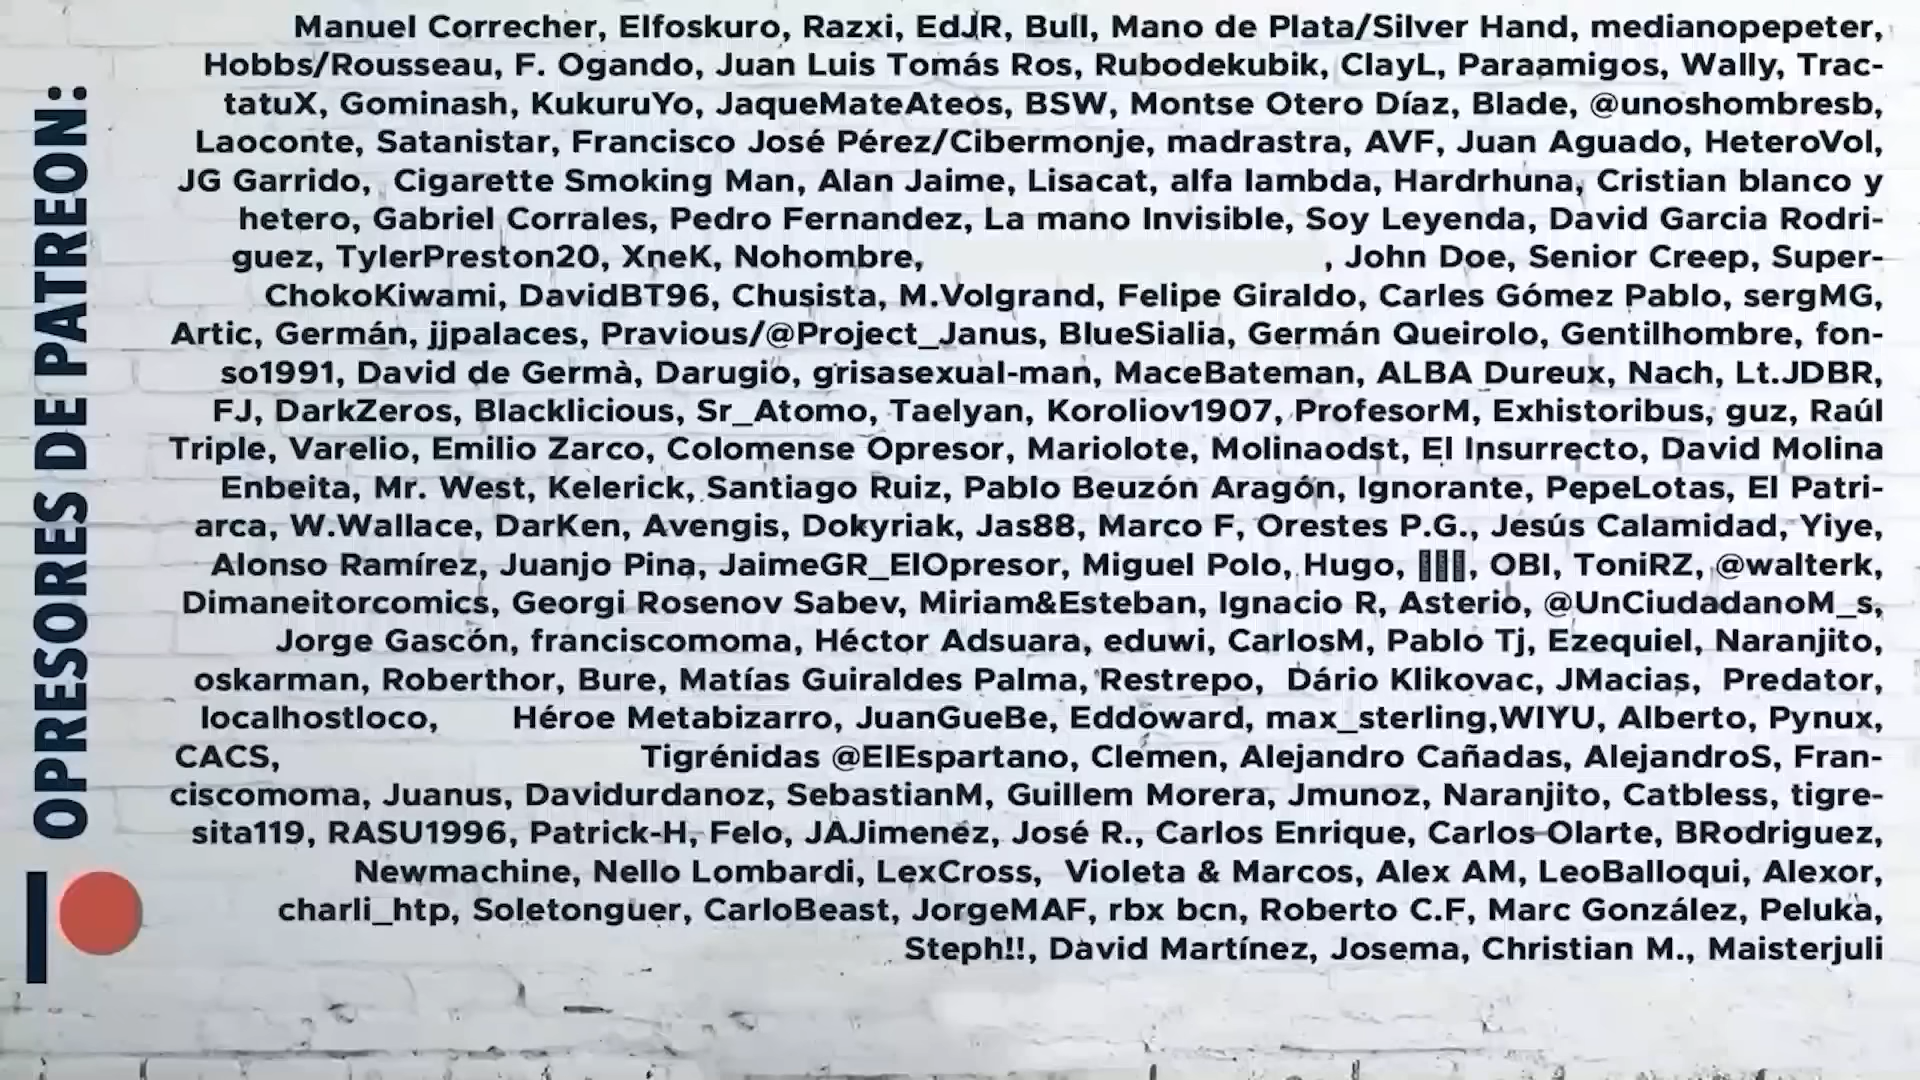 OPRESORES DE PATREON:
Manuel Correcher, Elfoskuro, Razxi, EdJR, Bull, Mano de Plata/Silver Hand, medianopepeter,
Hobbs/Rousseau, F. Ogando, Juan Luis Tomás Ros, Rubodekubik, ClayL, Paraamigos, Wally, Trac-
tatuX, Gominash, KukuruYo, JaqueMateAteos, BSW, Montse Otero Díaz, Blade, @unoshombresb,
Laoconte, Satanistar, Francisco José Pérez/Cibermonje, madrastra, AVF, Juan Aguado, HeteroVol,
JG Garrido, Cigarette Smoking Man, Alan Jaime, Lisacat, alfa lambda, Hardrhuna, Cristian blanco y
hetero, Gabriel Corrales, Pedro Fernandez, La mano Invisible, Soy Leyenda, David Garcia Rodri-
guez, TylerPreston20, XneK, Nohombre, , John Doe, Senior Creep, Super-
ChokoKiwami, DavidBT96, Chusista, M.Volgrand, Felipe Giraldo, Carles Gómez Pablo, sergMG,
Artic, Germán, jjpalaces, Pravious/@Project_Janus, BlueSialia, Germán Queirolo, Gentilhombre, fon-
so1991, David de Germà, Darugio, grisasexual-man, MaceBateman, ALBA Dureux, Nach, Lt.JDBR,
FJ, DarkZeros, Blacklicious, Sr_Atomo, Taelyan, Koroliov1907, ProfesorM, Exhistoribus, guz, Raúl
Triple, Varelio, Emilio Zarco, Colomense Opresor, Mariolote, Molinaodst, El Insurrecto, David Molina
Enbeita, Mr. West, Kelerick, Santiago Ruiz, Pablo Beuzón Aragón, Ignorante, PepeLotas, El Patri-
arca, W.Wallace, DarKen, Avengis, Dokyriak, Jas88, Marco F, Orestes P.G., Jesús Calamidad, Yiye,
Alonso Ramírez, Juanjo Pina, JaimeGR_ElOpresor, Miguel Polo, Hugo, , OBI, ToniRZ, @walterk,
Dimaneitorcomics, Georgi Rosenov Sabev, Miriam&Esteban, Ignacio R, Asterio, @UnCiudadanoM_s,
Jorge Gascón, franciscomoma, Héctor Adsuara, eduwi, CarlosM, Pablo Tj, Ezequiel, Naranjito,
oskarman, Roberthor, Bure, Matías Guiraldes Palma, Restrepo, Dário Klikovac, JMacias, Predator,
localhostloco, Héroe Metabizarro, JuanGueBe, Eddoward, max_sterling,WIYU, Alberto, Pynux,
CACS, Tigrénidas @ElEspartano, Clemen, Alejandro Cañadas, AlejandroS, Fran-
ciscomoma, Juanus, Davidurdanoz, SebastianM, Guillem Morera, Jmunoz, Naranjito, Catbless, tigre-
sita119, RASU1996, Patrick-H, Felo, JAJimenez, José R., Carlos Enrique, Carlos Olarte, BRodriguez,
Newmachine, Nello Lombardi, LexCross, Violeta & Marcos, Alex AM, LeoBalloqui, Alexor,
charli_htp, Soletonguer, CarloBeast, JorgeMAF, rbx bcn, Roberto C.F, Marc González, Peluka,
Steph!!, David Martínez, Josema, Christian M., Maisterjuli